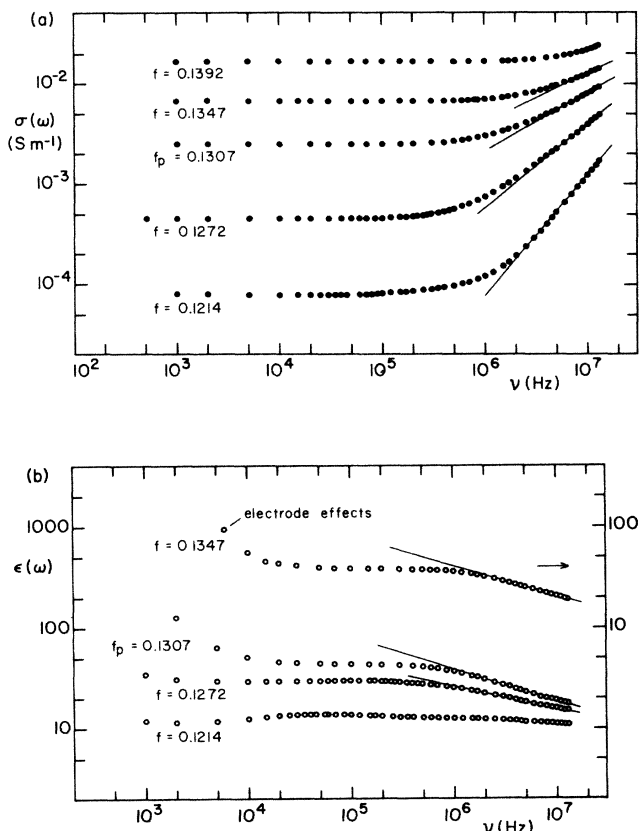 (a)
10⁻²
σ(ω)
(S m⁻¹)
10⁻³
10⁻⁴
f = 0.1392
f = 0.1347
fₚ = 0.1307
f = 0.1272
f = 0.1214
10² 10³ 10⁴ 10⁵ 10⁶ 10⁷
ν (Hz)
(b)
1000
ε(ω)
100
10
electrode effects
f = 0.1347
fₚ = 0.1307
f = 0.1272
f = 0.1214
100
10
10³ 10⁴ 10⁵ 10⁶ 10⁷
ν (Hz)